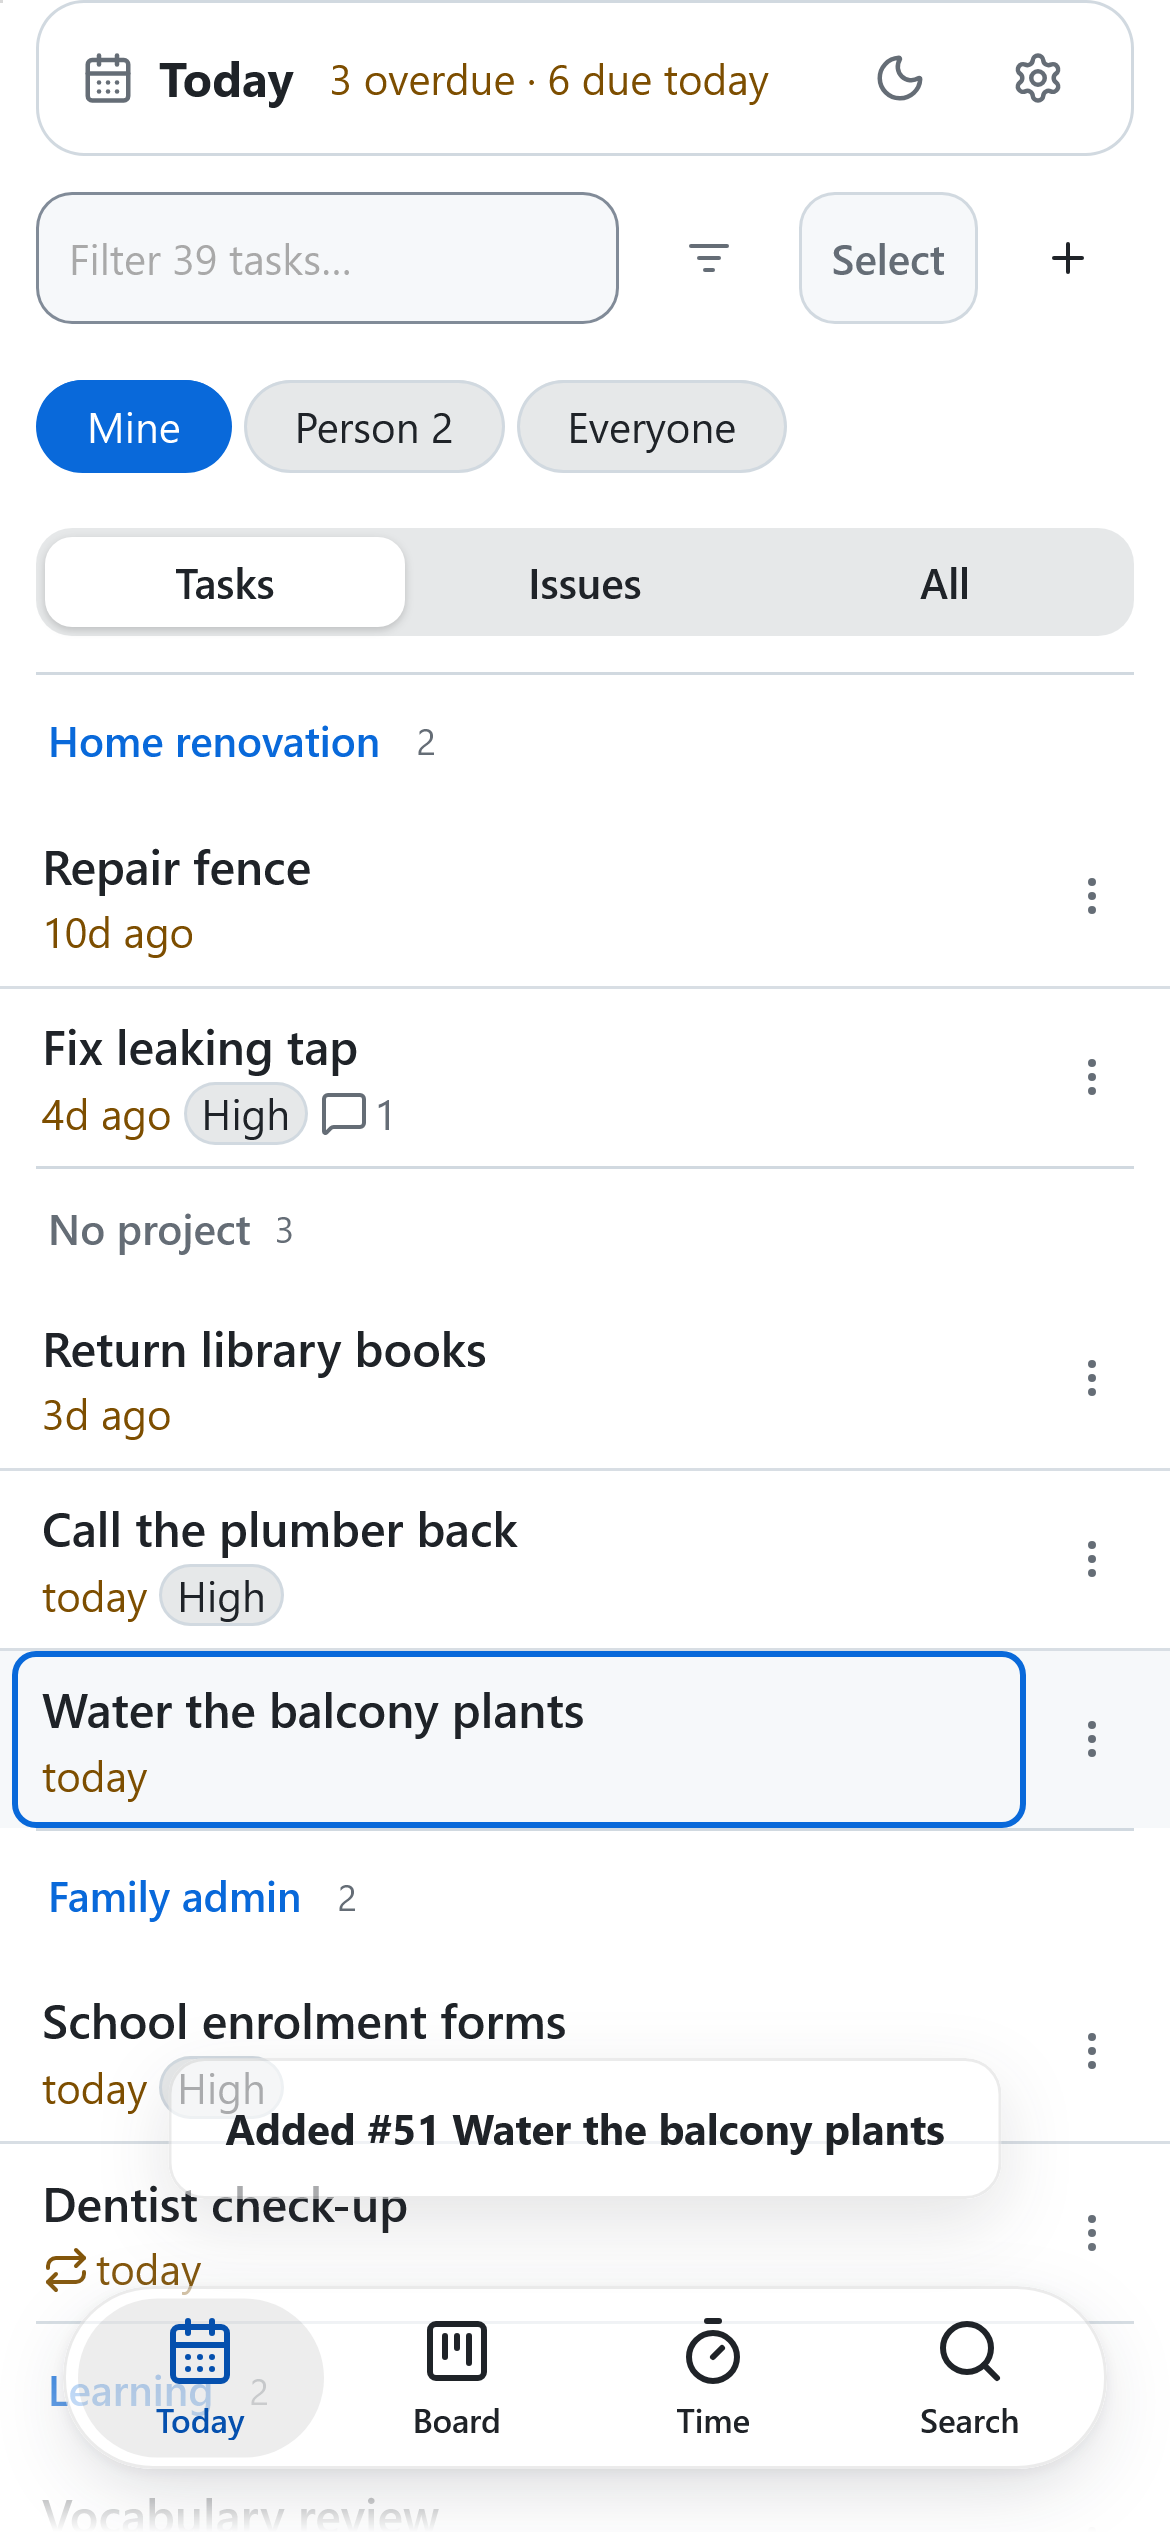 Today 3 overdue · 6 due today
Filter 39 tasks...
Select
Mine
Person 2
Everyone
Tasks
Issues
All
Home renovation 2
Repair fence
10d ago
Fix leaking tap
4d ago High 1
No project 3
Return library books
3d ago
Call the plumber back
today High
Water the balcony plants
today
Family admin 2
School enrolment forms
today High
Added #51 Water the balcony plants
Dentist check-up
today
Learning 2
Today
Board
Time
Search
Vocabulary review